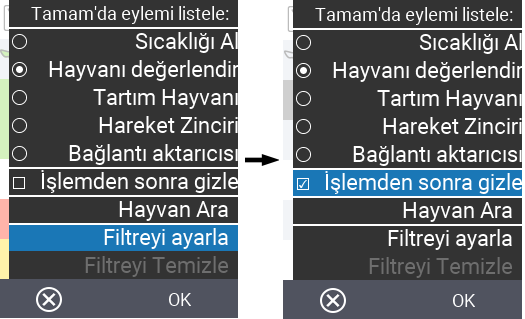 Tamam'da eylemi listele:
Sıcaklığı Al
Hayvanı değerlendir
Tartım Hayvanı
Hareket Zinciri
Bağlantı aktarıcısı
İşlemden sonra gizle
Hayvan Ara
Filtreyi ayarla
Filtreyi Temizle
OK
Tamam'da eylemi listele:
Sıcaklığı Al
Hayvanı değerlendir
Tartım Hayvanı
Hareket Zinciri
Bağlantı aktarıcısı
İşlemden sonra gizle
Hayvan Ara
Filtreyi ayarla
Filtreyi Temizle
OK